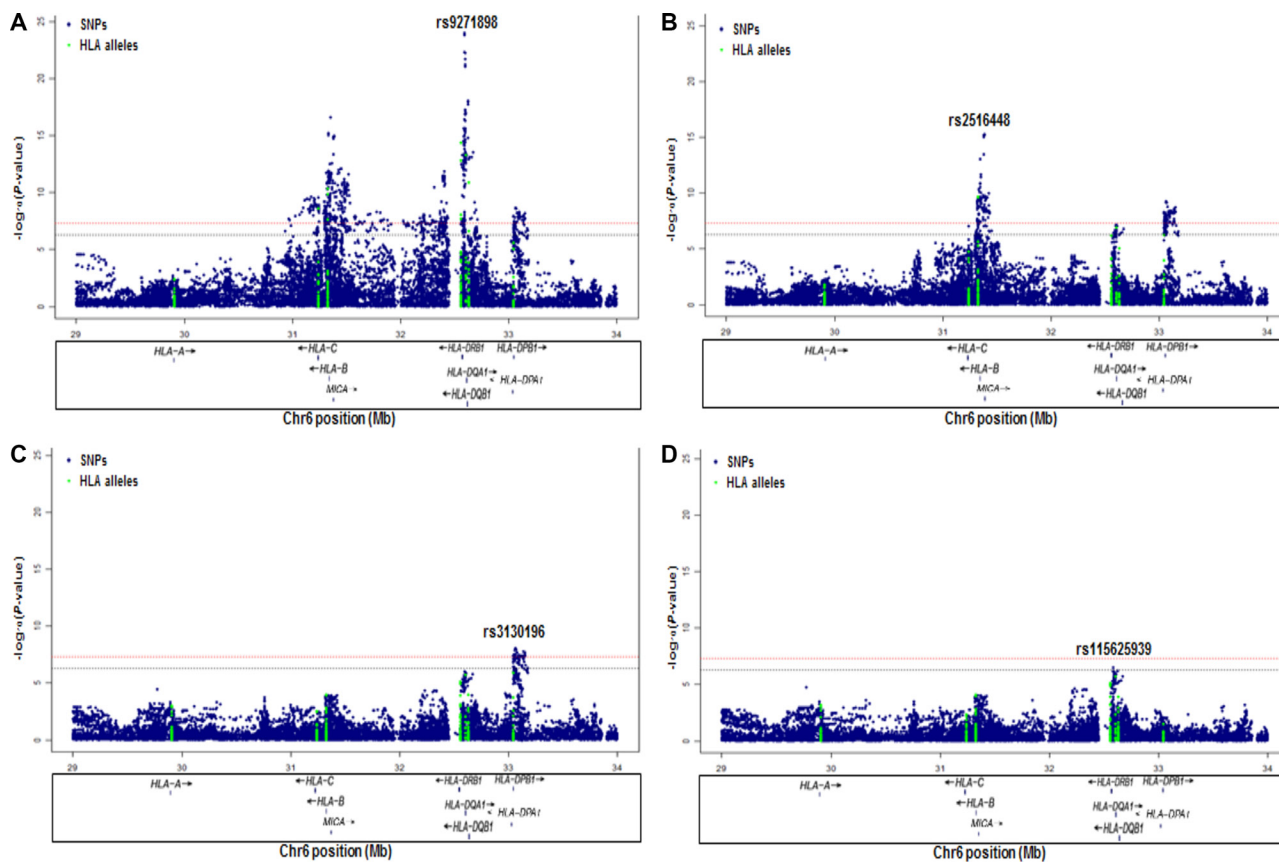 A
rs9271898
SNPs
HLA alleles
25
20
15
10
5
0
-log₁₀(P-value)
29 30 31 32 33 34
HLA-A→
←HLA-C
←HLA-B
MICA→
←HLA-DRB1
HLA-DQA1→
←HLA-DQB1
HLA-DPB1→
HLA-DPA1
Chr6 position (Mb)
B
rs2516448
SNPs
HLA alleles
25
20
15
10
5
0
-log₁₀(P-value)
29 30 31 32 33 34
HLA-A→
←HLA-C
←HLA-B
MICA→
←HLA-DRB1
HLA-DQA1→
←HLA-DQB1
HLA-DPB1→
HLA-DPA1
Chr6 position (Mb)
C
rs3130196
SNPs
HLA alleles
25
20
15
10
5
0
-log₁₀(P-value)
29 30 31 32 33 34
HLA-A→
←HLA-C
←HLA-B
MICA→
←HLA-DRB1
HLA-DQA1→
←HLA-DQB1
HLA-DPB1→
HLA-DPA1
Chr6 position (Mb)
D
rs115625939
SNPs
HLA alleles
25
20
15
10
5
0
-log₁₀(P-value)
29 30 31 32 33 34
HLA-A→
←HLA-C
←HLA-B
MICA→
←HLA-DRB1
HLA-DQA1→
←HLA-DQB1
HLA-DPB1→
HLA-DPA1
Chr6 position (Mb)